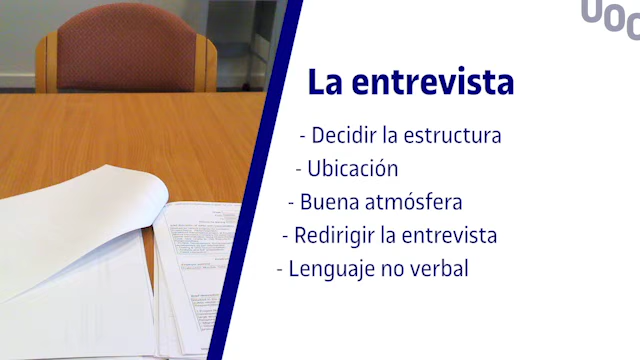 UOC
La entrevista
- Decidir la estructura
- Ubicación
- Buena atmósfera
- Redirigir la entrevista
- Lenguaje no verbal